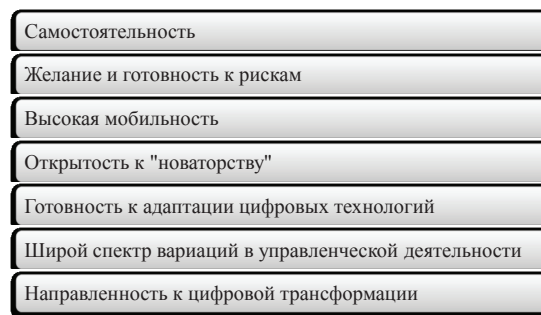 Самостоятельность
Желание и готовность к рискам
Высокая мобильность
Открытость к "новаторству"
Готовность к адаптации цифровых технологий
Широй спектр вариаций в управленческой деятельности
Направленность к цифровой трансформации